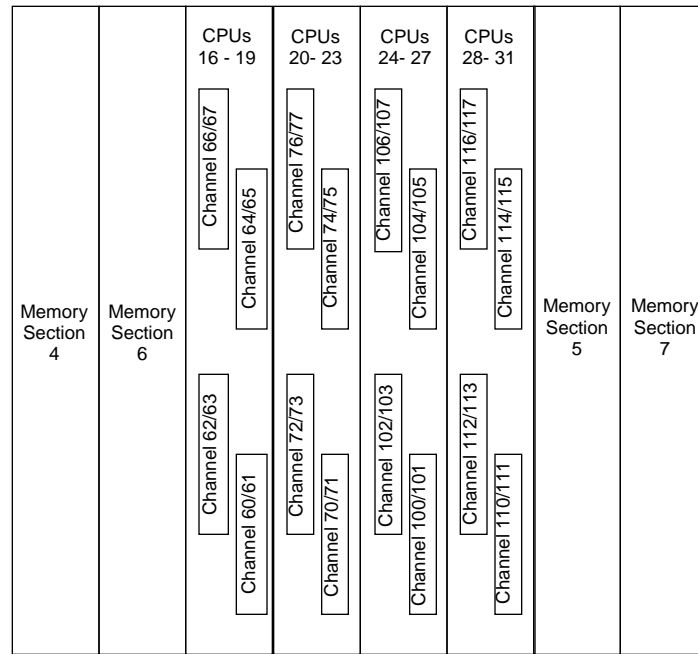 CPUs
16 - 19
CPUs
20- 23
CPUs
24- 27
CPUs
28- 31
Channel 66/67
Channel 64/65
Channel 76/77
Channel 74/75
Channel 106/107
Channel 104/105
Channel 116/117
Channel 114/115
Memory
Section
4
Memory
Section
6
Memory
Section
5
Memory
Section
7
Channel 62/63
Channel 60/61
Channel 72/73
Channel 70/71
Channel 102/103
Channel 100/101
Channel 112/113
Channel 110/111